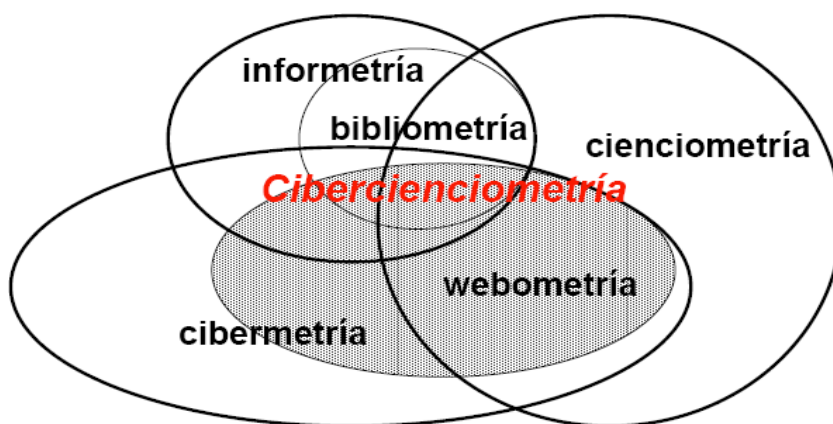 informetría
bibliometría
cienciometría
Cibercienciometría
webometría
cibermetría